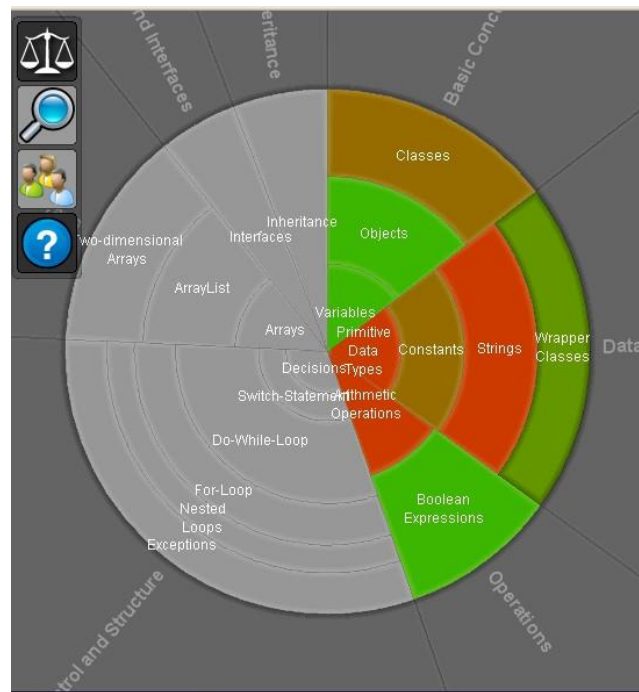 nd Interfaces
eritance
Basic Conc
Classes
Objects
Inheritance
Interfaces
wo-dimensional
Arrays
ArrayList
Arrays
Variables
Primitive
Data
Types
Constants
Strings
Wrapper
Classes
Data
Decisions
Switch-Statement
Arithmetic
Operations
Do-While-Loop
Boolean
Expressions
For-Loop
Nested
Loops
Exceptions
Operations
trol and Structure